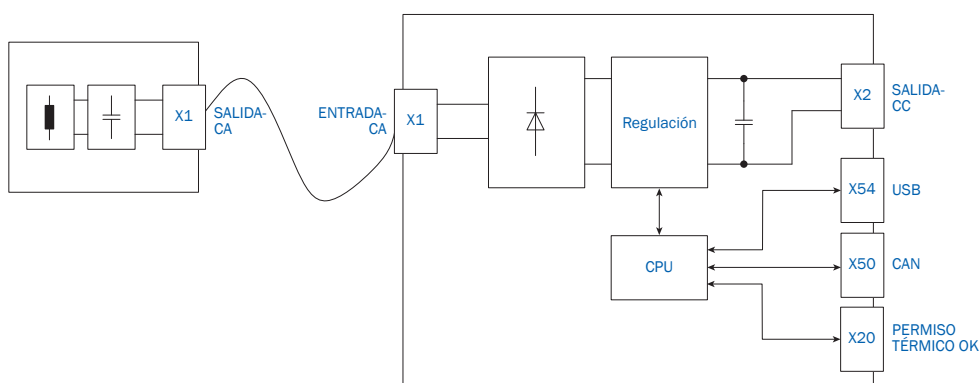 X1
SALIDA-
CA
ENTRADA-
CA
X1
Regulación
X2
SALIDA-
CC
X54
USB
CPU
X50
CAN
X20
PERMISO
TÉRMICO OK